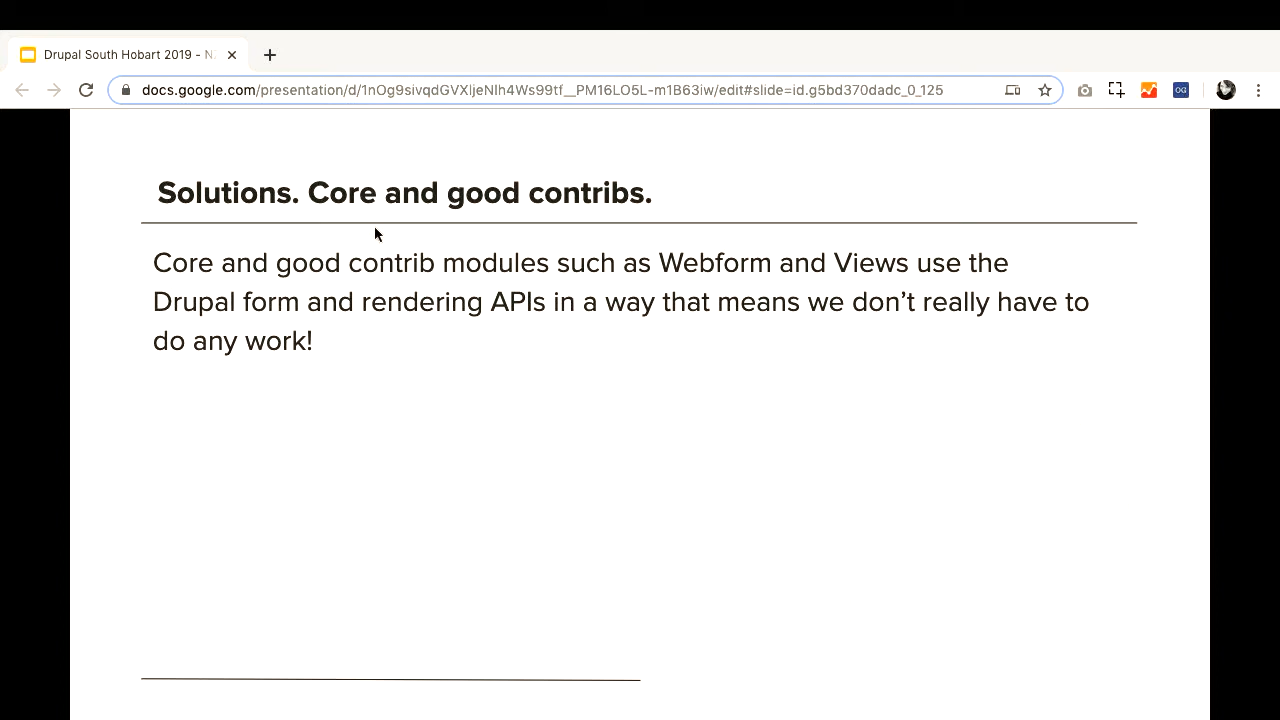 Drupal South Hobart 2019 - N
docs.google.com/presentation/d/1nOg9sivqdGVXlj6NIh4Ws99tf__PM16LO5L-m1B63iw/edit#slide=id.g5bd370dadc_0_125
OG
Solutions. Core and good contribs.
Core and good contrib modules such as Webform and Views use the
Drupal form and rendering APIs in a way that means we don’t really have to
do any work!